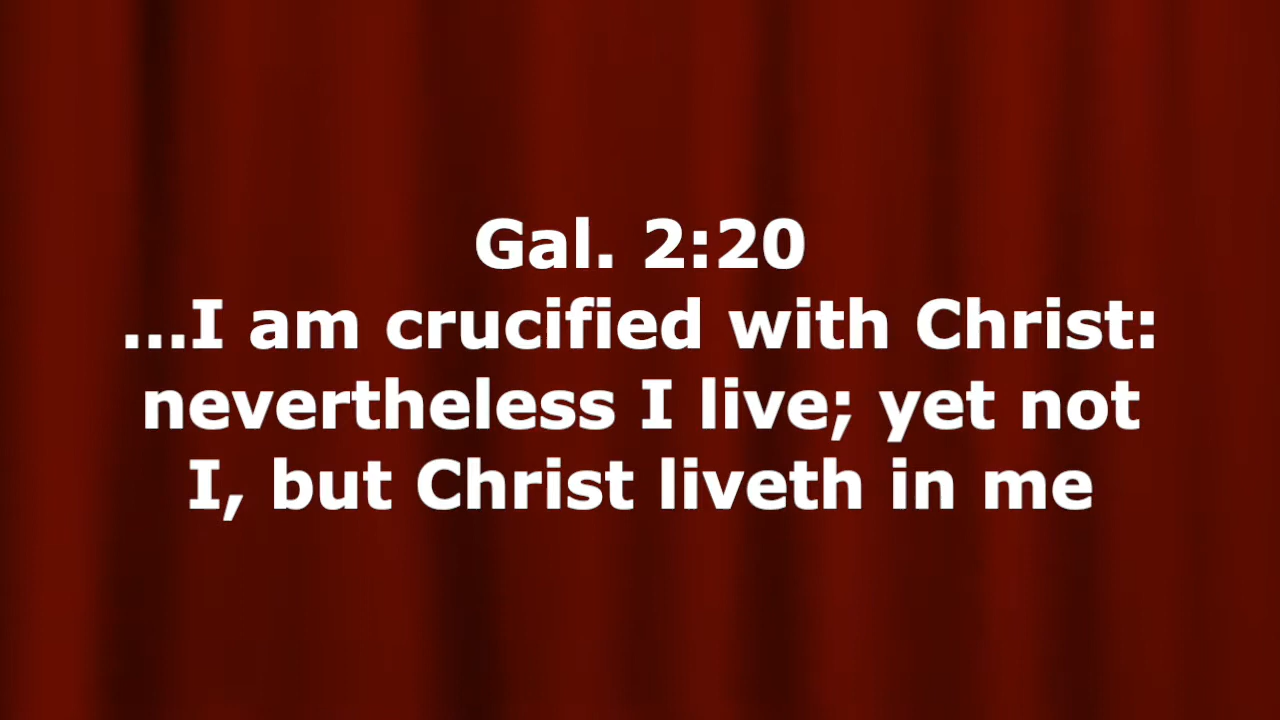 Gal. 2:20
...I am crucified with Christ:
nevertheless I live; yet not
I, but Christ liveth in me